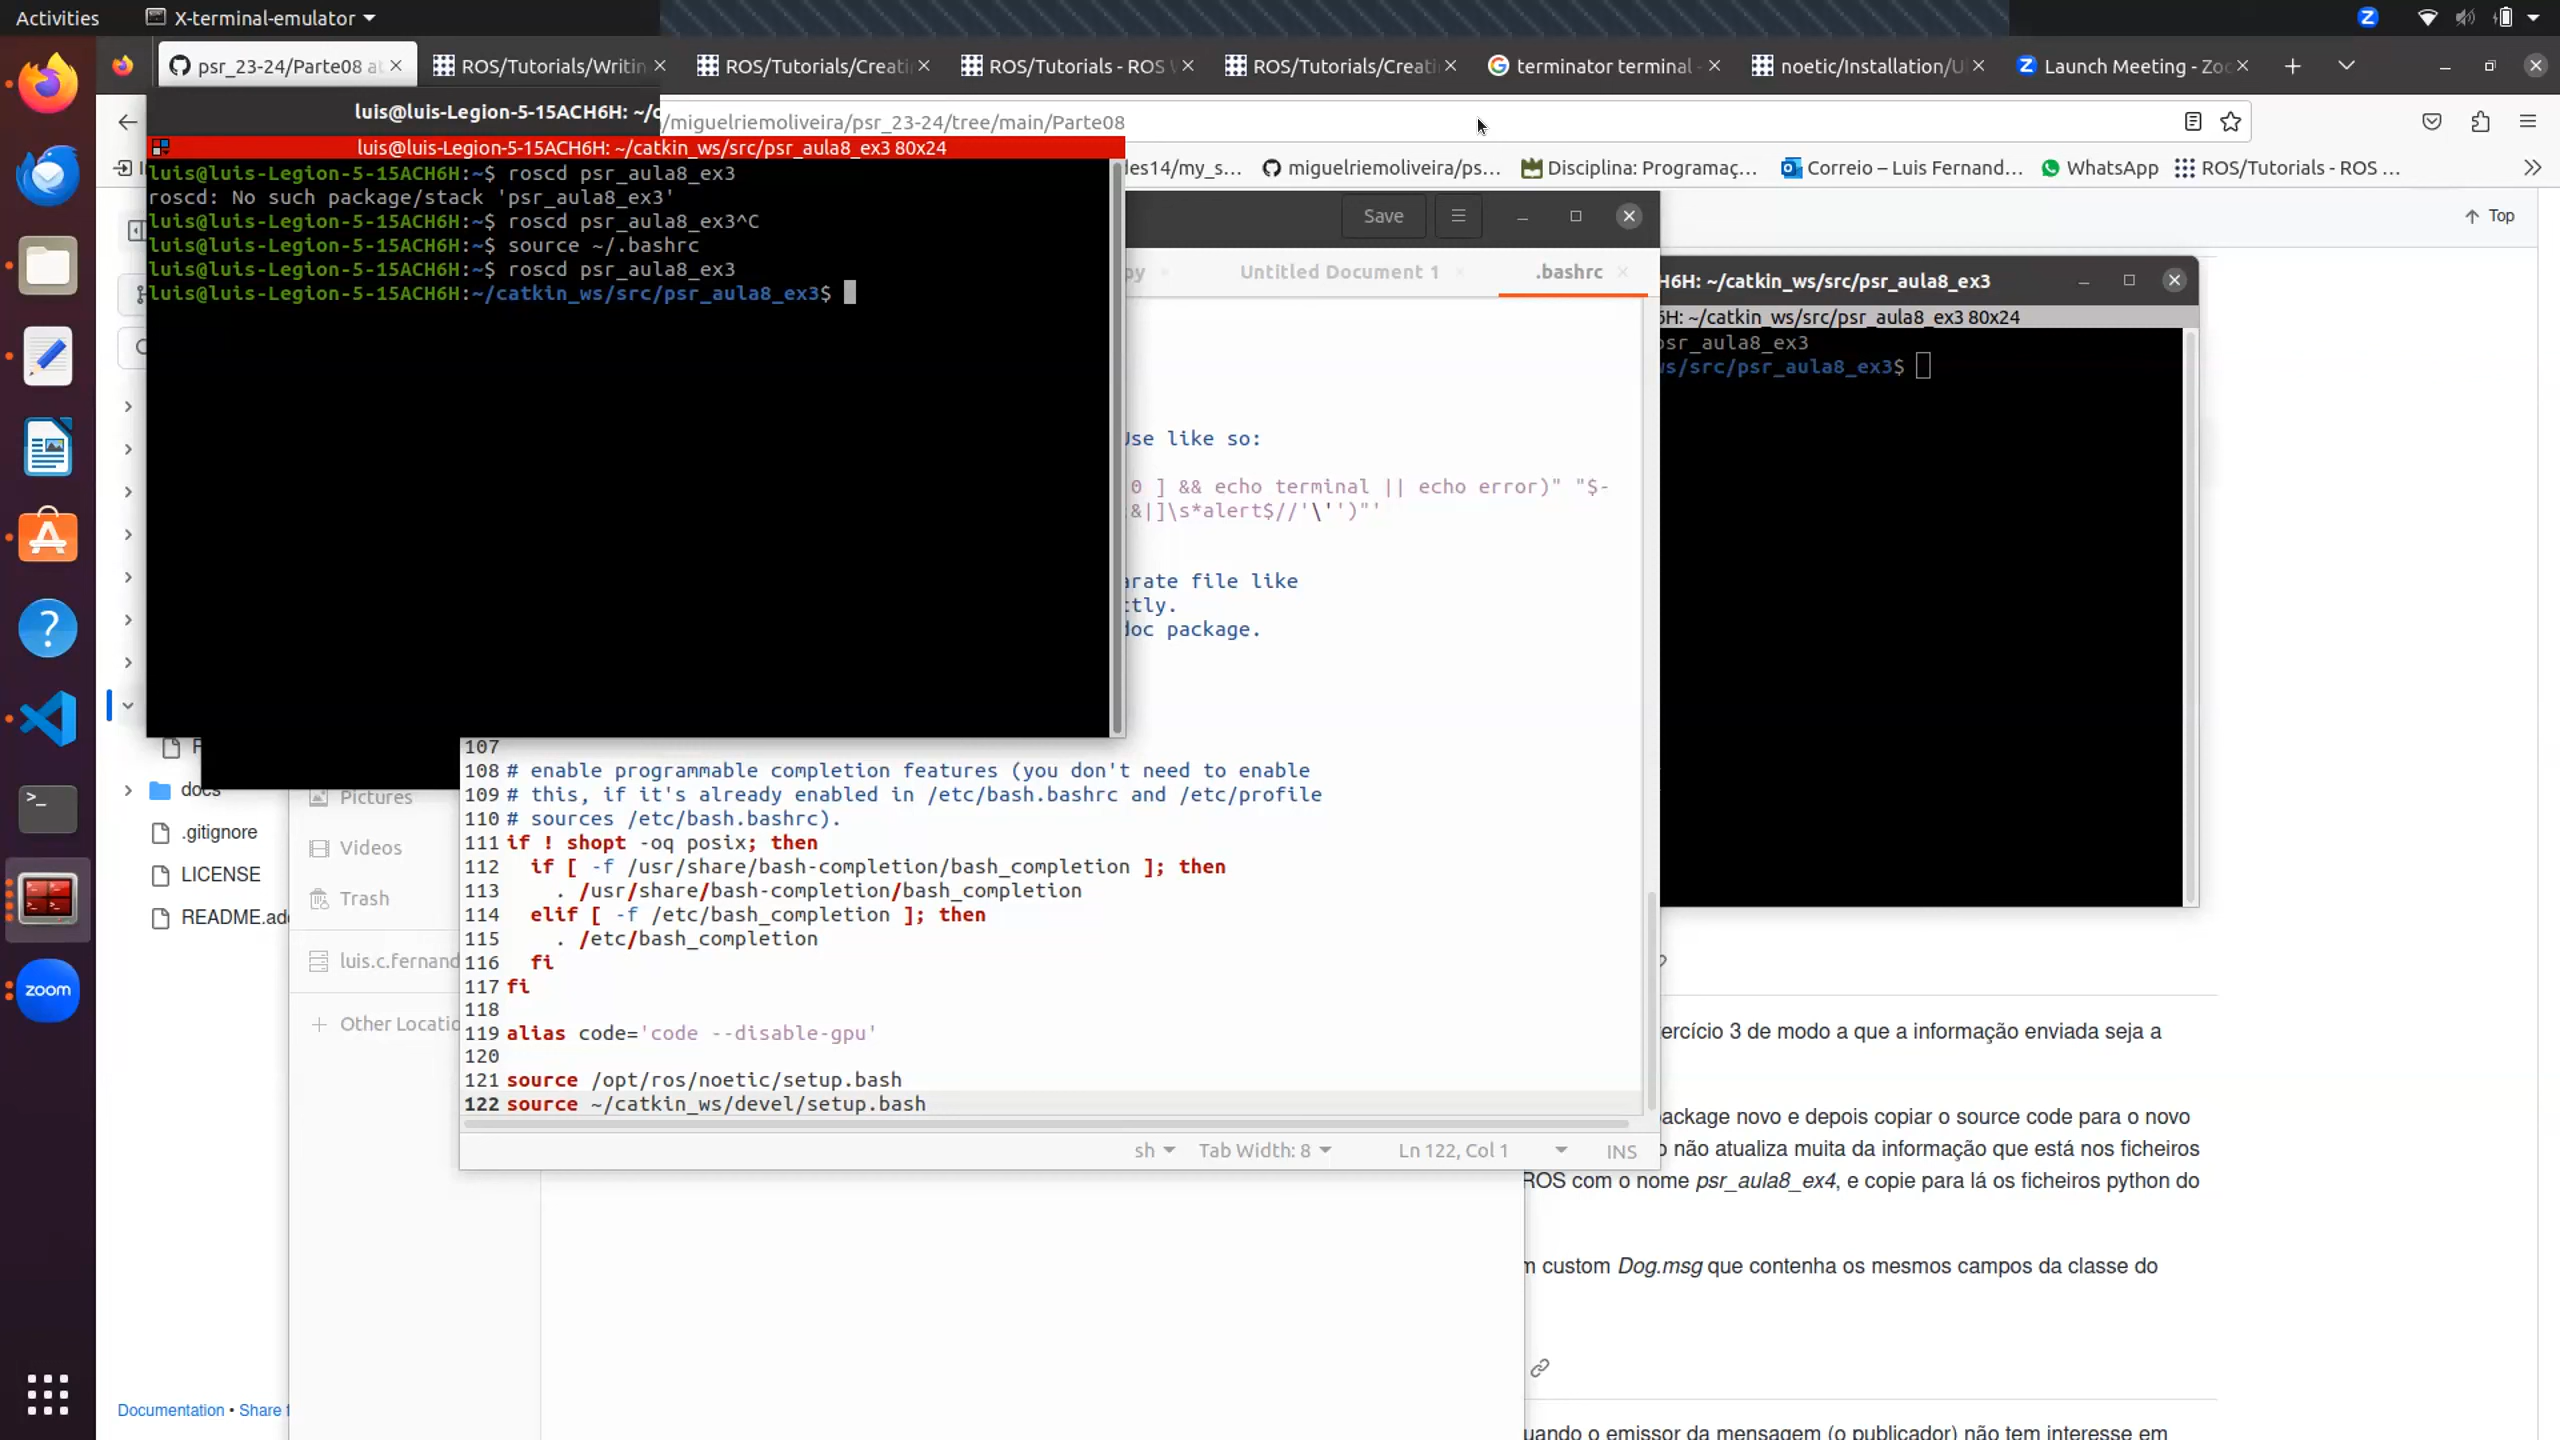 Activities
X-terminal-emulator
psr_23-24/Parte08 at
ROS/Tutorials/Writin
ROS/Tutorials/Creati
ROS/Tutorials - ROS
ROS/Tutorials/Creati
terminator terminal -
noetic/Installation/U
Launch Meeting - Zoo
luis@luis-Legion-5-15ACH6H: ~/c
/miguelriemoliveira/psr_23-24/tree/main/Parte08
luis@luis-Legion-5-15ACH6H: ~/catkin_ws/src/psr_aula8_ex3 80x24
des14/my_s...
miguelriemoliveira/ps...
Disciplina: Programaç...
Correio – Luis Fernand...
WhatsApp
ROS/Tutorials - ROS ...
luis@luis-Legion-5-15ACH6H:~$ roscd psr_aula8_ex3
roscd: No such package/stack 'psr_aula8_ex3'
luis@luis-Legion-5-15ACH6H:~$ roscd psr_aula8_ex3^C
luis@luis-Legion-5-15ACH6H:~$ source ~/.bashrc
luis@luis-Legion-5-15ACH6H:~$ roscd psr_aula8_ex3
luis@luis-Legion-5-15ACH6H:~/catkin_ws/src/psr_aula8_ex3$
Save
Top
py
Untitled Document 1
.bashrc
H6H: ~/catkin_ws/src/psr_aula8_ex3
6H: ~/catkin_ws/src/psr_aula8_ex3 80x24
psr_aula8_ex3
ws/src/psr_aula8_ex3$
Use like so:
0 ] && echo terminal || echo error)" "$-
&|]\s*alert$//'\'')"'
arate file like
ctly.
doc package.
107
108 # enable programmable completion features (you don't need to enable
109 # this, if it's already enabled in /etc/bash.bashrc and /etc/profile
110 # sources /etc/bash.bashrc).
111 if ! shopt -oq posix; then
112 if [ -f /usr/share/bash-completion/bash_completion ]; then
113 . /usr/share/bash-completion/bash_completion
114 elif [ -f /etc/bash_completion ]; then
115 . /etc/bash_completion
116 fi
117 fi
118
119 alias code='code --disable-gpu'
120
121 source /opt/ros/noetic/setup.bash
122 source ~/catkin_ws/devel/setup.bash
sh
Tab Width: 8
Ln 122, Col 1
INS
docs
.gitignore
LICENSE
README.ad
Pictures
Videos
Trash
luis.c.fernand
Other Locatio
Documentation • Share f
zoom
ercício 3 de modo a que a informação enviada seja a
ackage novo e depois copiar o source code para o novo
o não atualiza muita da informação que está nos ficheiros
ROS com o nome psr_aula8_ex4, e copie para lá os ficheiros python do
m custom Dog.msg que contenha os mesmos campos da classe do
uando o emissor da mensagem (o publicador) não tem interesse em